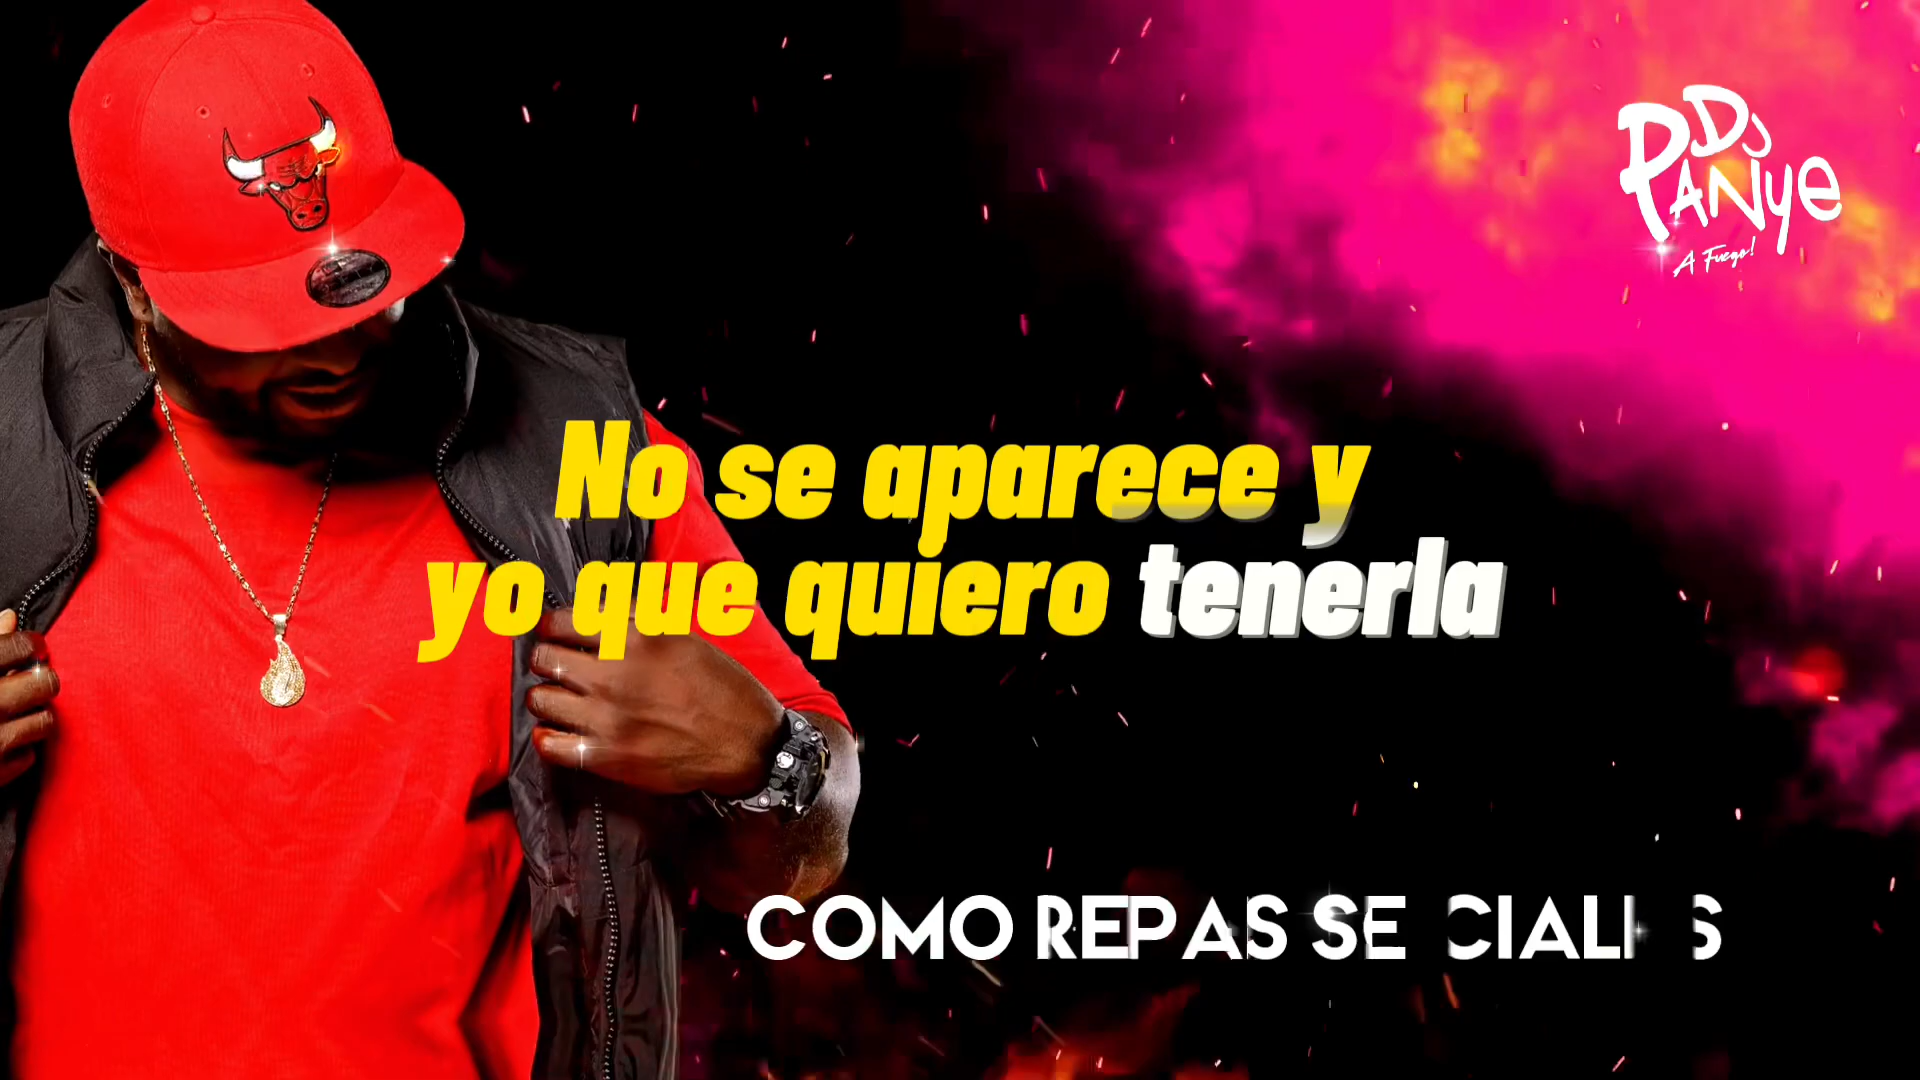 DJ
PANYE
A Fuego!
No se aparece y
yo que quiero tenerla
COMO